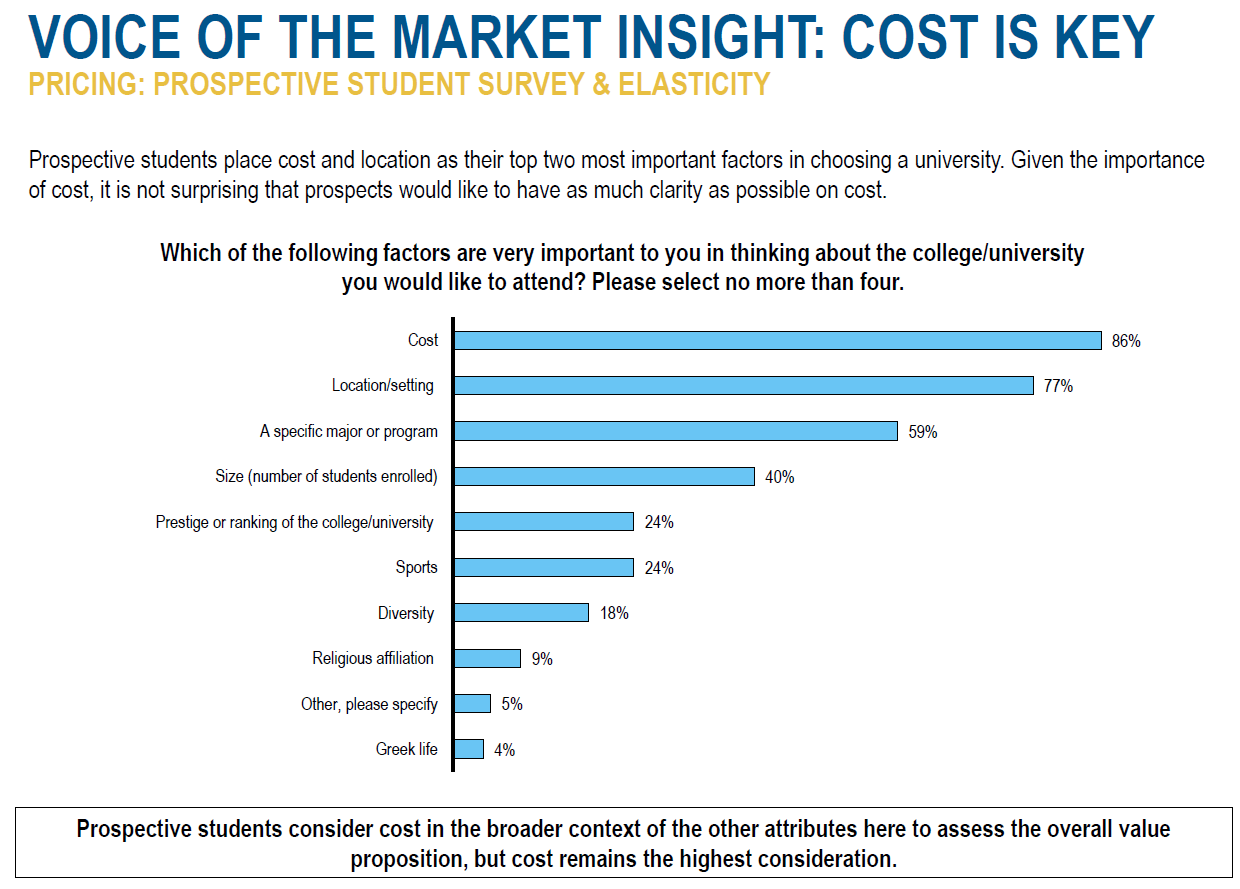 VOICE OF THE MARKET INSIGHT: COST IS KEY
PRICING: PROSPECTIVE STUDENT SURVEY & ELASTICITY
Prospective students place cost and location as their top two most important factors in choosing a university. Given the importance
of cost, it is not surprising that prospects would like to have as much clarity as possible on cost.
Which of the following factors are very important to you in thinking about the college/university
you would like to attend? Please select no more than four.
Cost 86%
Location/setting 77%
A specific major or program 59%
Size (number of students enrolled) 40%
Prestige or ranking of the college/university 24%
Sports 24%
Diversity 18%
Religious affiliation 9%
Other, please specify 5%
Greek life 4%
Prospective students consider cost in the broader context of the other attributes here to assess the overall value
proposition, but cost remains the highest consideration.